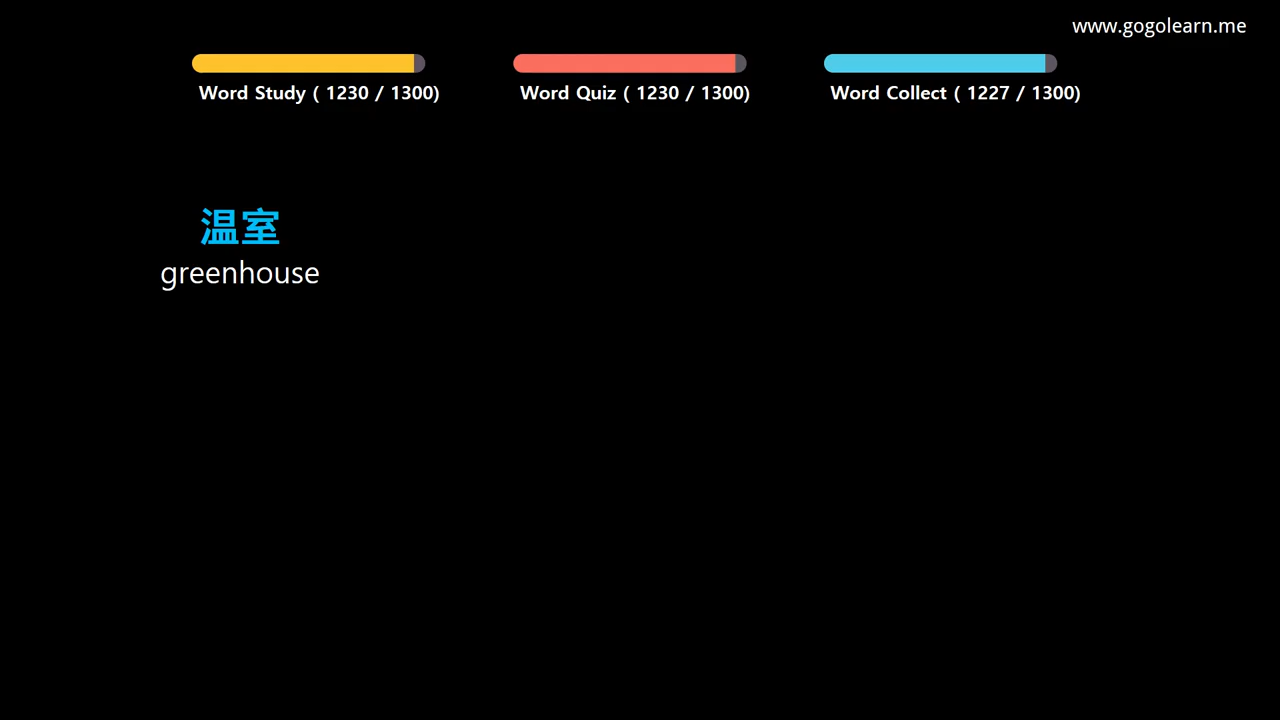 www.gogolearn.me
Word Study ( 1230 / 1300)
Word Quiz ( 1230 / 1300)
Word Collect ( 1227 / 1300)
温室
greenhouse